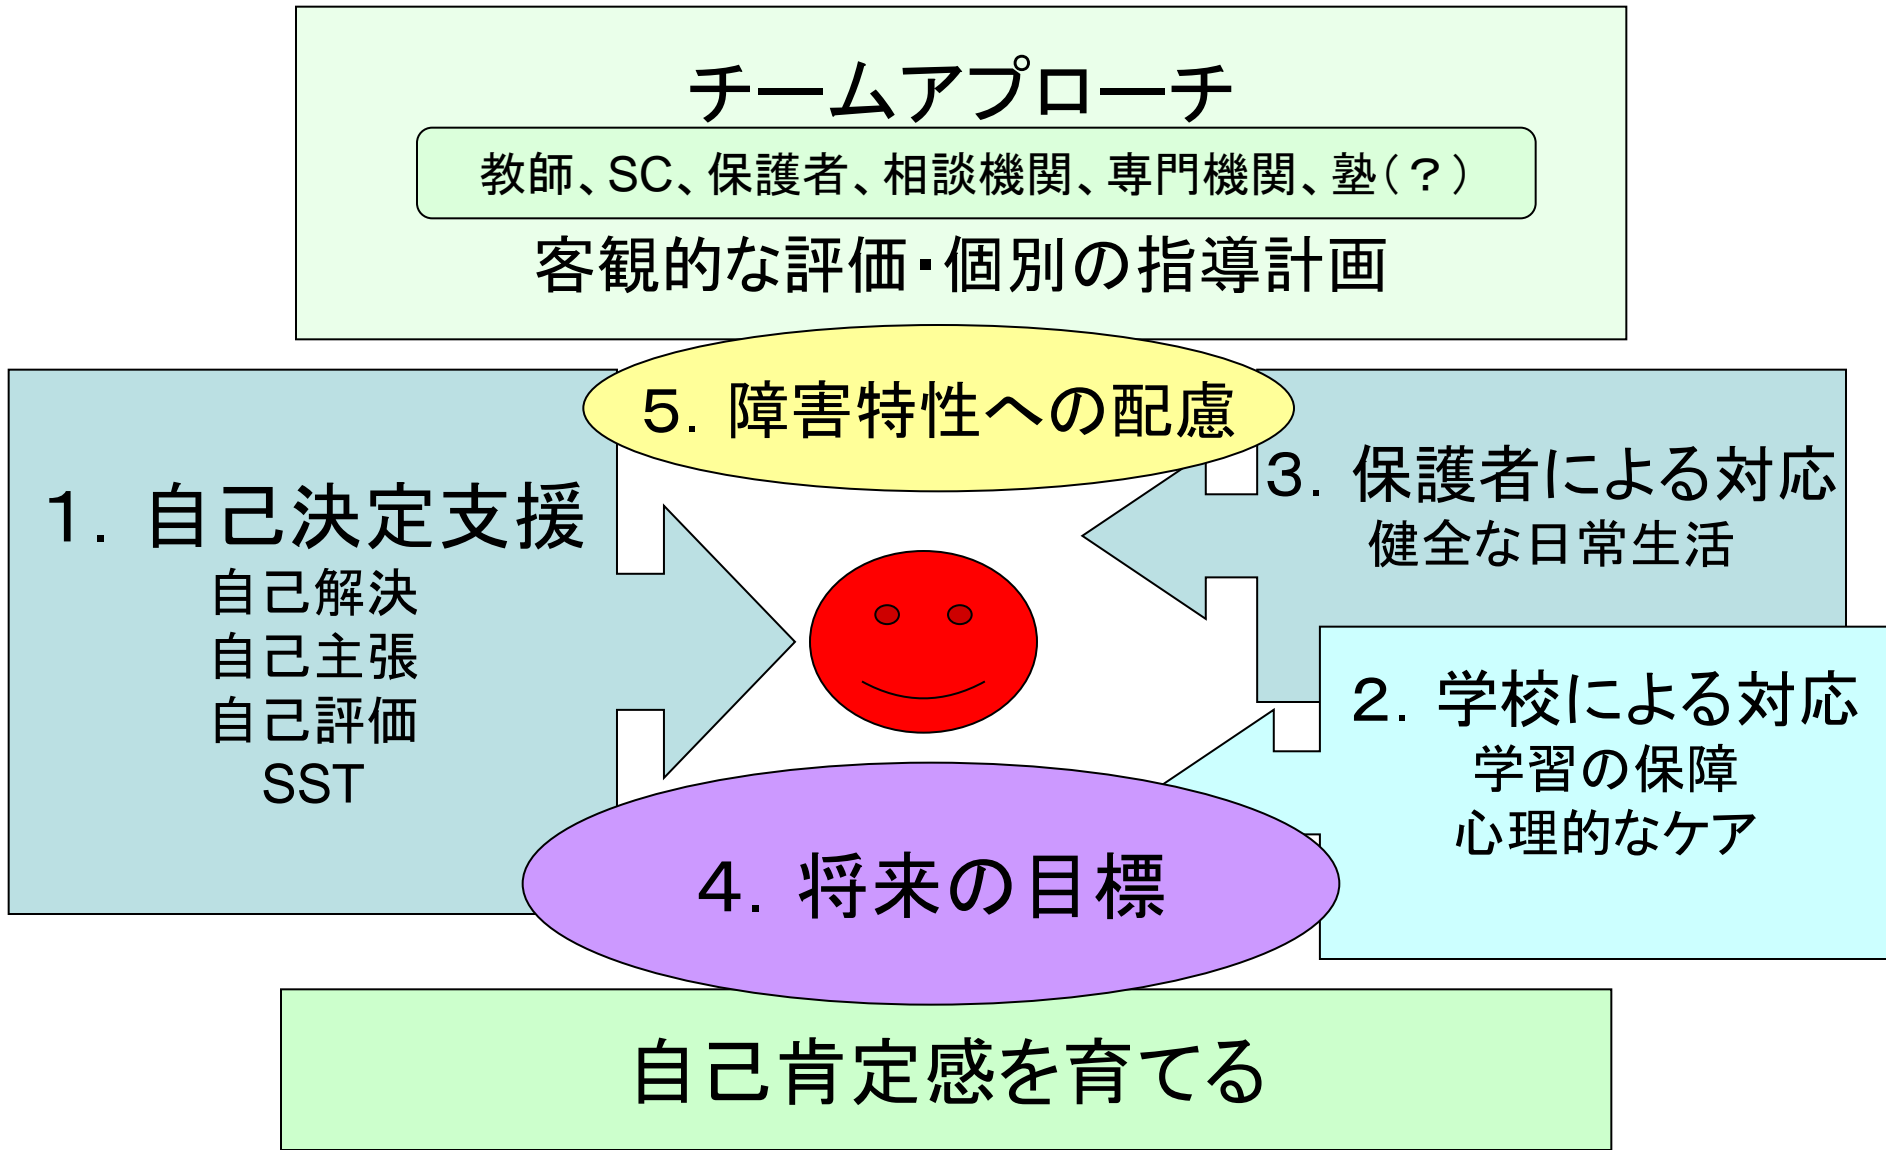 チームアプローチ
教師、SC、保護者、相談機関、専門機関、塾(？)
客観的な評価・個別の指導計画
５．障害特性への配慮
１．自己決定支援
自己解決
自己主張
自己評価
SST
３．保護者による対応
健全な日常生活
２．学校による対応
学習の保障
心理的なケア
４．将来の目標
自己肯定感を育てる